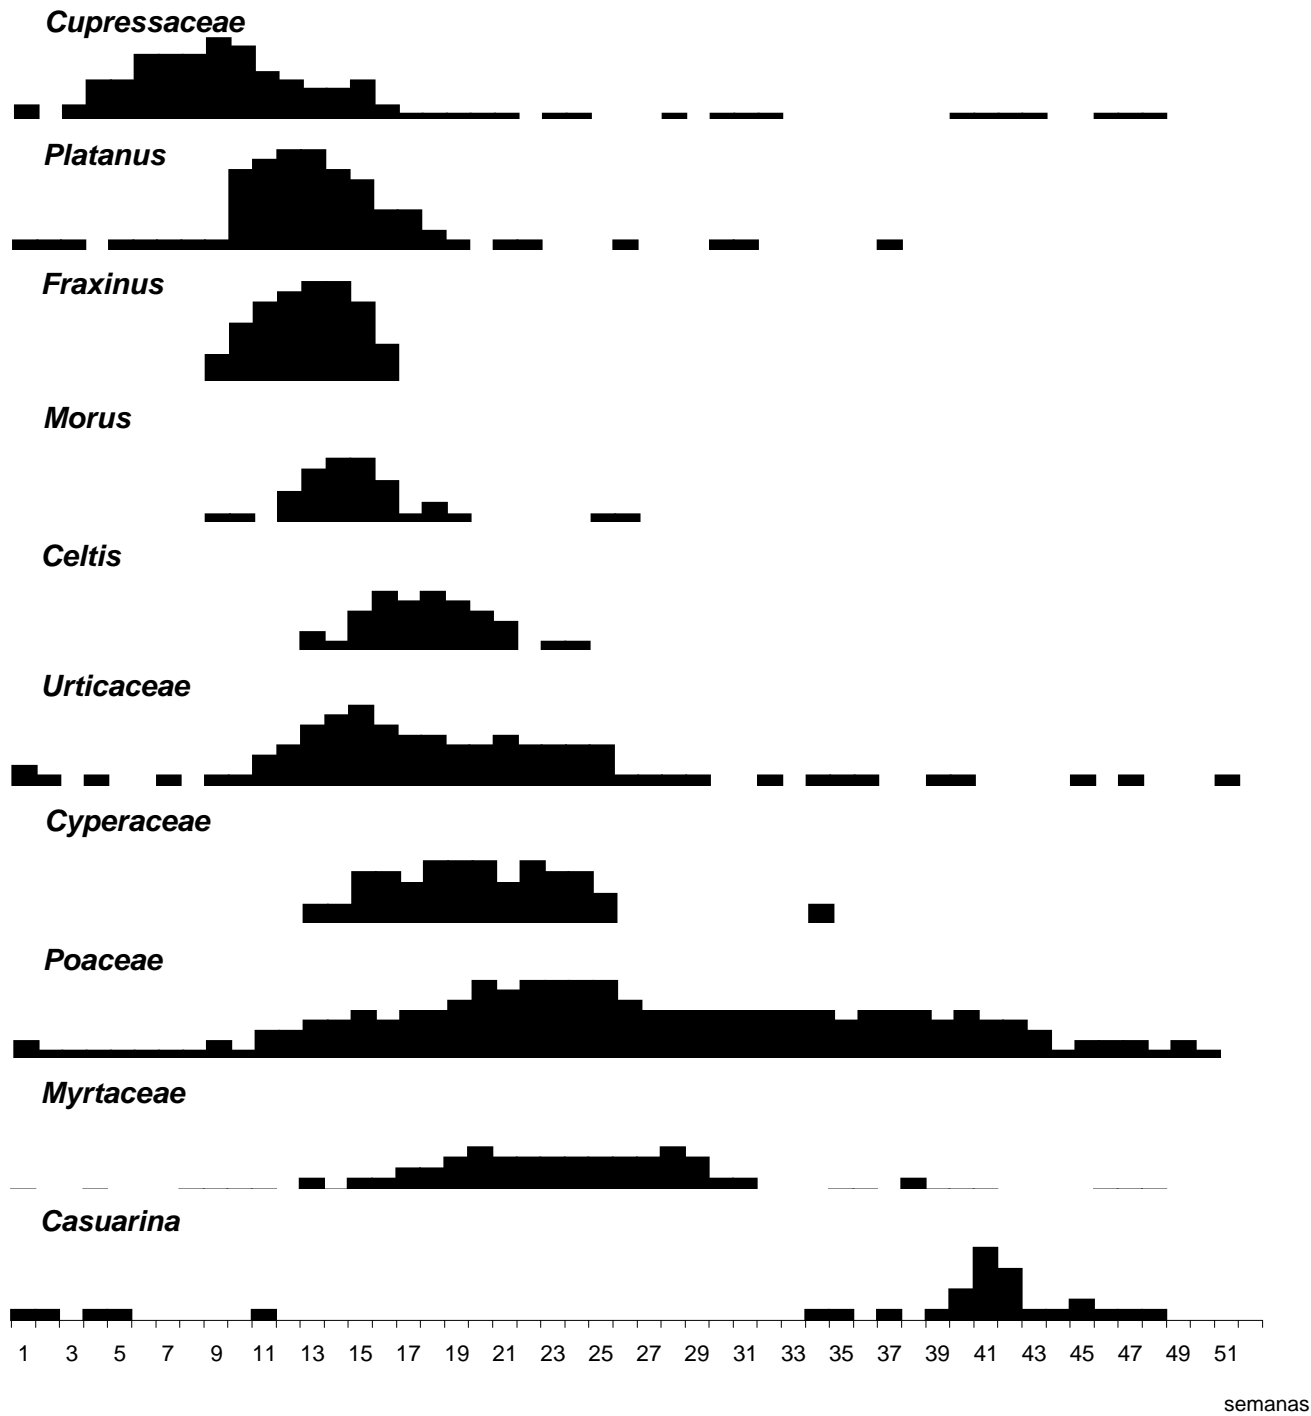 Cupressaceae
Platanus
Fraxinus
Morus
Celtis
Urticaceae
Cyperaceae
Poaceae
Myrtaceae
Casuarina
1 3 5 7 9 11 13 15 17 19 21 23 25 27 29 31 33 35 37 39 41 43 45 47 49 51
semanas